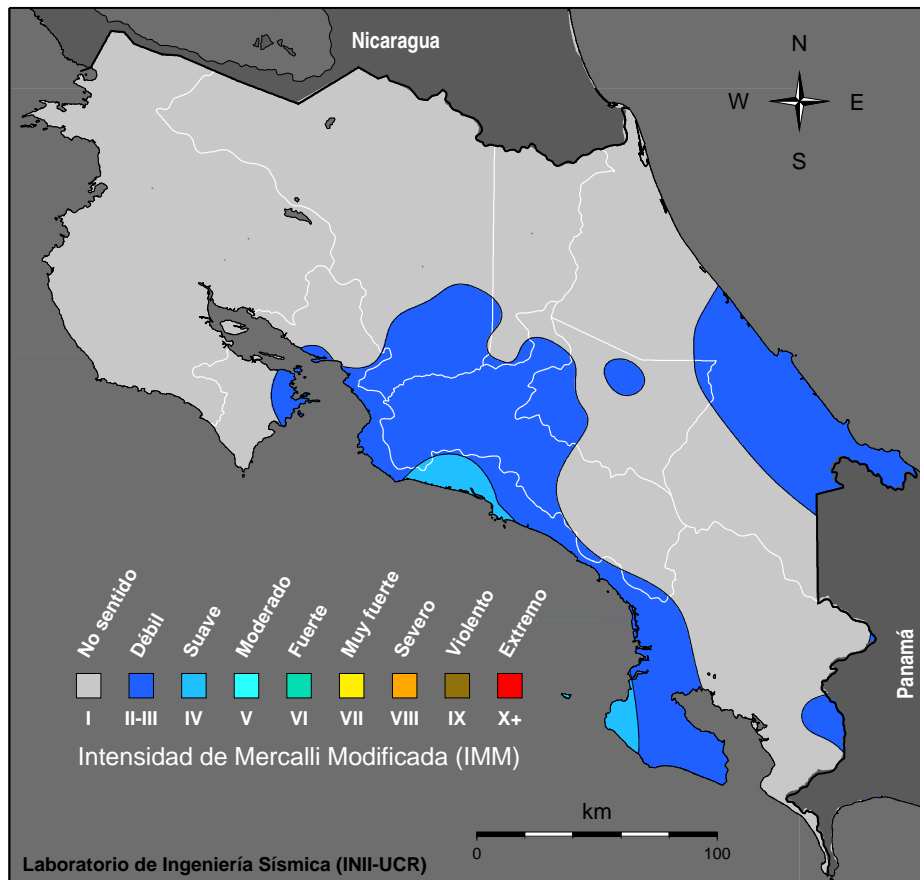 Nicaragua
N
W E
S
No sentido
Débil
Suave
Moderado
Fuerte
Muy fuerte
Severo
Violento
Extremo
I II-III IV V VI VII VIII IX X+
Intensidad de Mercalli Modificada (IMM)
Panamá
km
0 100
Laboratorio de Ingeniería Sísmica (INII-UCR)